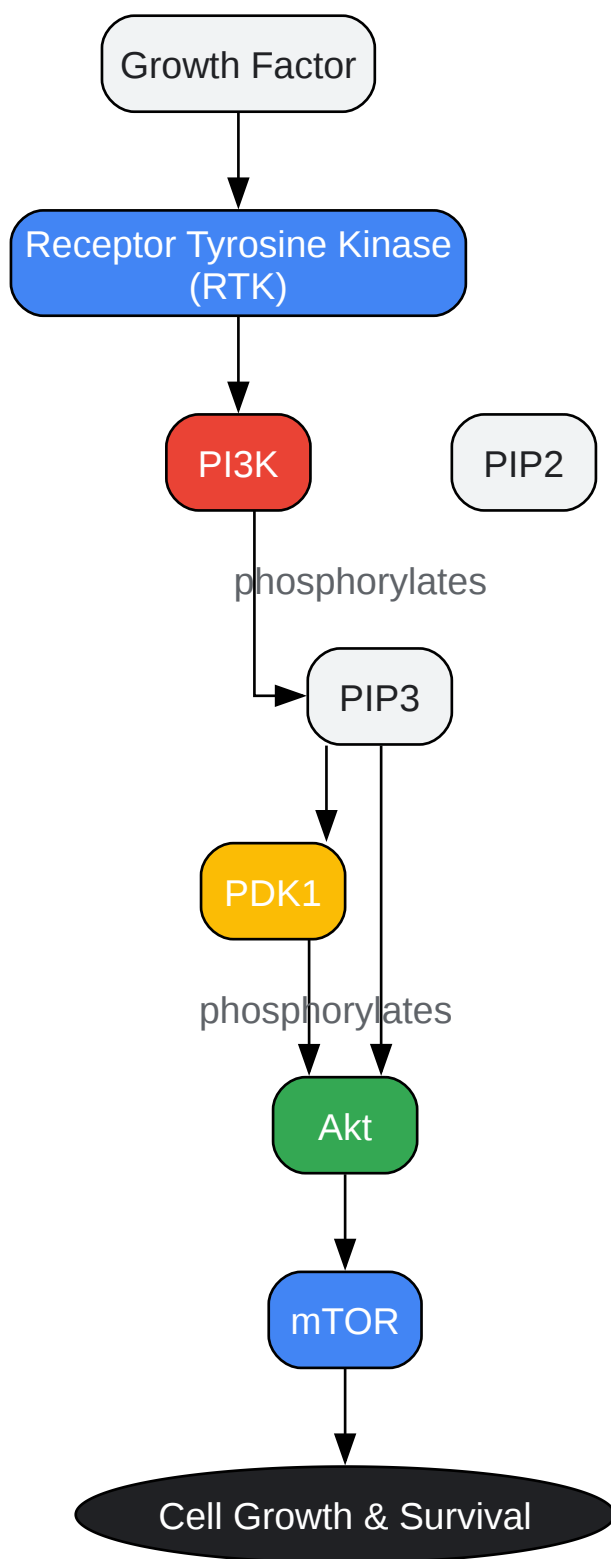 Growth Factor
Receptor Tyrosine Kinase
(RTK)
PI3K
PIP2
phosphorylates
PIP3
PDK1
phosphorylates
Akt
mTOR
Cell Growth & Survival